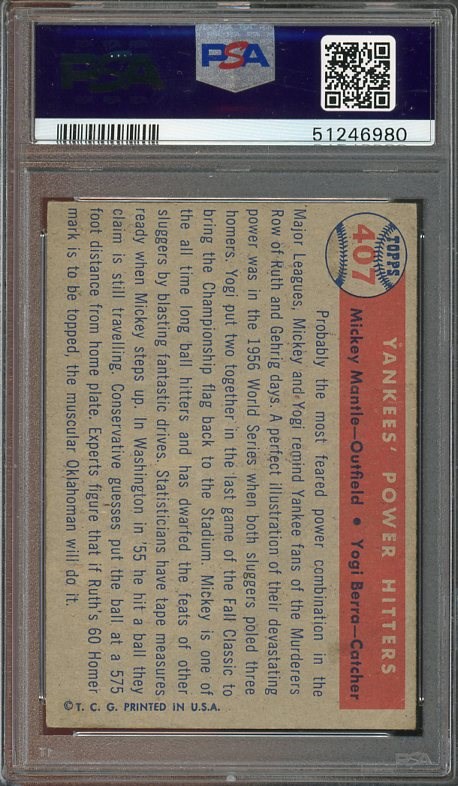 PSA
PSA
51246980
TOPPS
407
YANKEES' POWER HITTERS
Mickey Mantle—Outfield • Yogi Berra—Catcher
Probably the most feared power combination in the
Major Leagues, Mickey and Yogi remind Yankee fans of the Murderers
Row of Ruth and Gehrig days A perfect illustration of their devastating
power was in the 1956 World Series when both sluggers poled three
homers. Yogi put two together in the last game of the Fall Classic to
bring the Championship flag back to the Stadium. Mickey is one of
the all time long ball hitters and has dwarfed the feats of other
sluggers by blasting fantastic drives. Statisticians have tape measures
ready when Mickey steps up. In Washington in '55 he hit a ball they
claim is still travelling. Conservative guesses put the ball at a 575
foot distance from home plate. Experts figure that if Ruth's 60 Homer
mark is to be topped, the muscular Oklahoman will do it.
©T. C. G. PRINTED IN U.S.A.
PSA